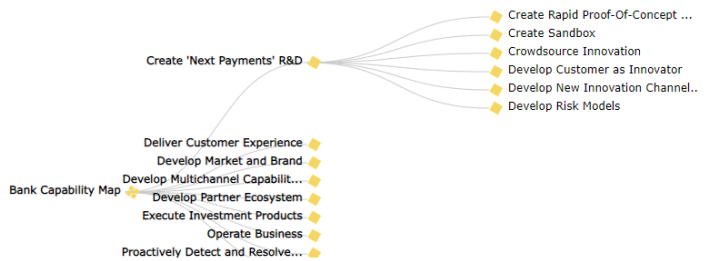 Create Rapid Proof-Of-Concept ...
Create Sandbox
Create 'Next Payments' R&D
Crowdsource Innovation
Develop Customer as Innovator
Develop New Innovation Channel..
Develop Risk Models
Deliver Customer Experience
Develop Market and Brand
Develop Multichannel Capabilit...
Bank Capability Map
Develop Partner Ecosystem
Execute Investment Products
Operate Business
Proactively Detect and Resolve...